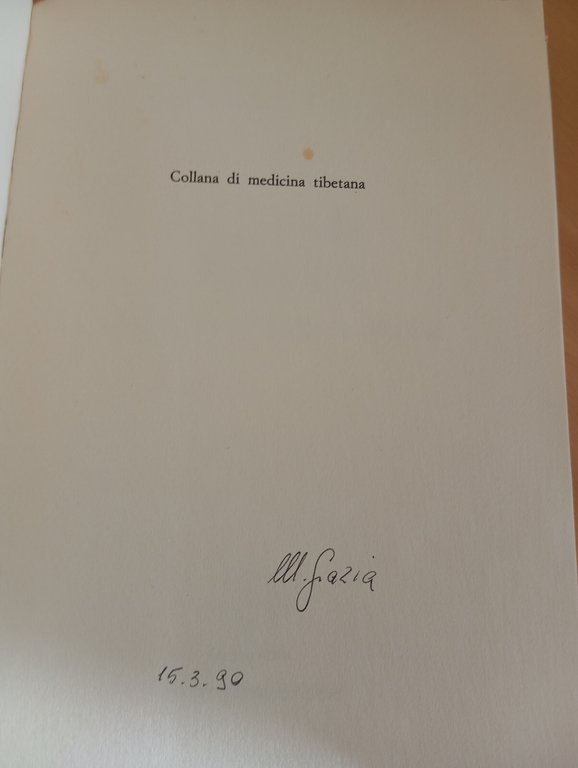 Collana di medicina tibetana
M. Grazia
15.3.90